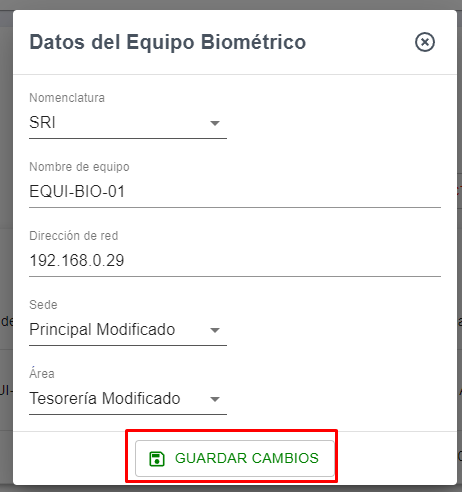 Datos del Equipo Biométrico
Nomenclatura
SRI
Nombre de equipo
EQUI-BIO-01
Dirección de red
192.168.0.29
Sede
Principal Modificado
Área
Tesorería Modificado
GUARDAR CAMBIOS